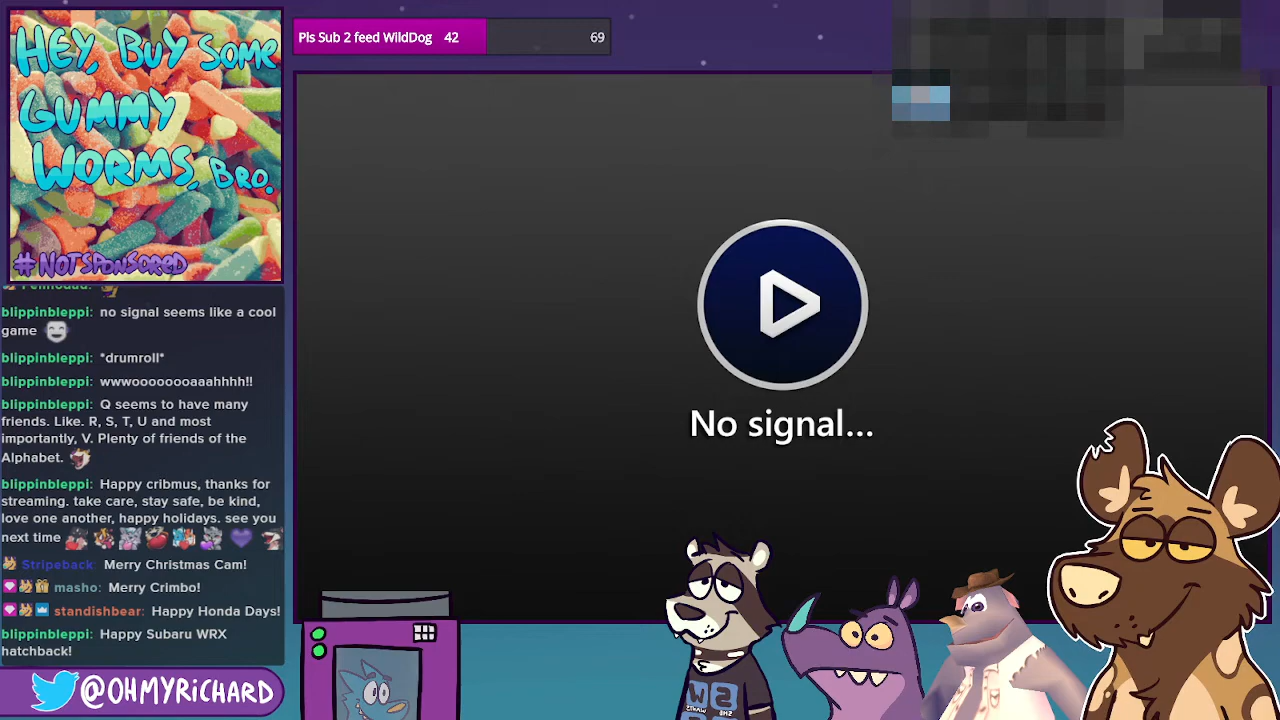 HEY, BUY SOME
GUMMY
WORMS, BRO.
#NOTSPONSORED
Pls Sub 2 feed WildDog 42 69
blippinbleppi: no signal seems like a cool
game
blippinbleppi: *drumroll*
blippinbleppi: wwwooooooaaahhhh!!
blippinbleppi: Q seems to have many
friends. Like. R, S, T, U and most
importantly, V. Plenty of friends of the
Alphabet.
blippinbleppi: Happy cribmus, thanks for
streaming. take care, stay safe, be kind,
love one another, happy holidays. see you
next time
Stripeback: Merry Christmas Cam!
masho: Merry Crimbo!
standishbear: Happy Honda Days!
blippinbleppi: Happy Subaru WRX
hatchback!
@OHMYRICHARD
No signal...